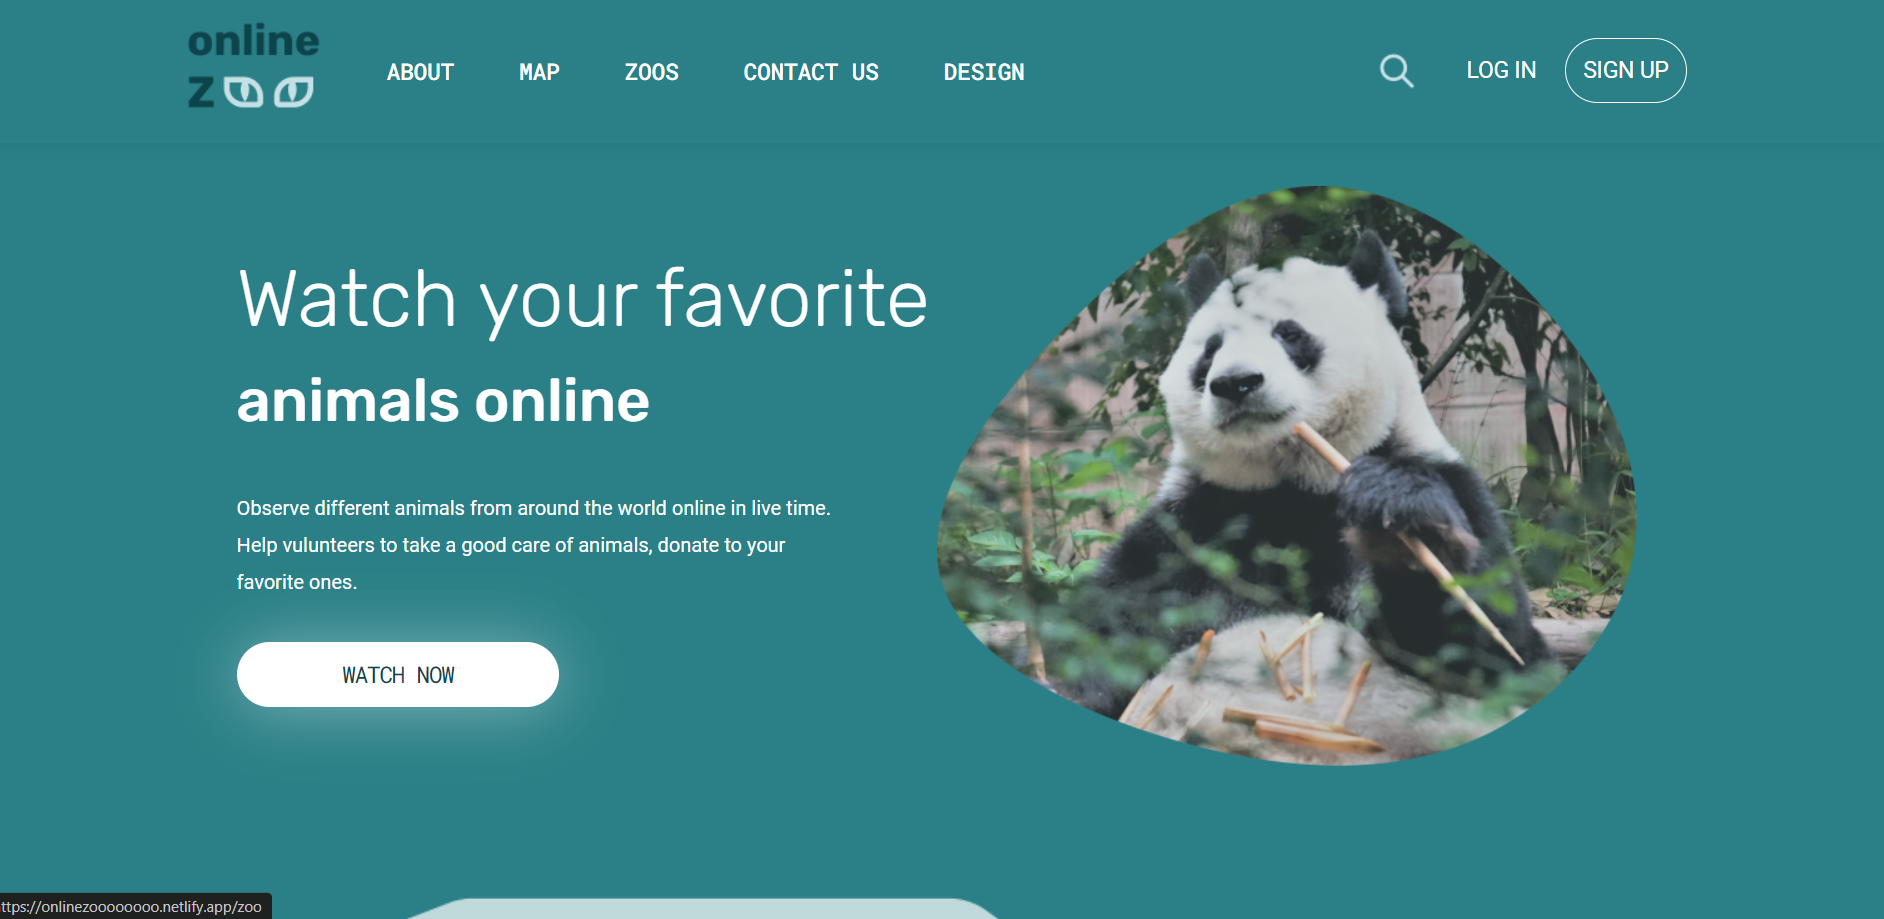 online
zoo
ABOUT MAP ZOOS CONTACT US DESIGN
LOG IN SIGN UP
Watch your favorite
animals online
Observe different animals from around the world online in live time.
Help vulunteers to take a good care of animals, donate to your
favorite ones.
WATCH NOW
ttps://onlinezoooooooo.netlify.app/zoo